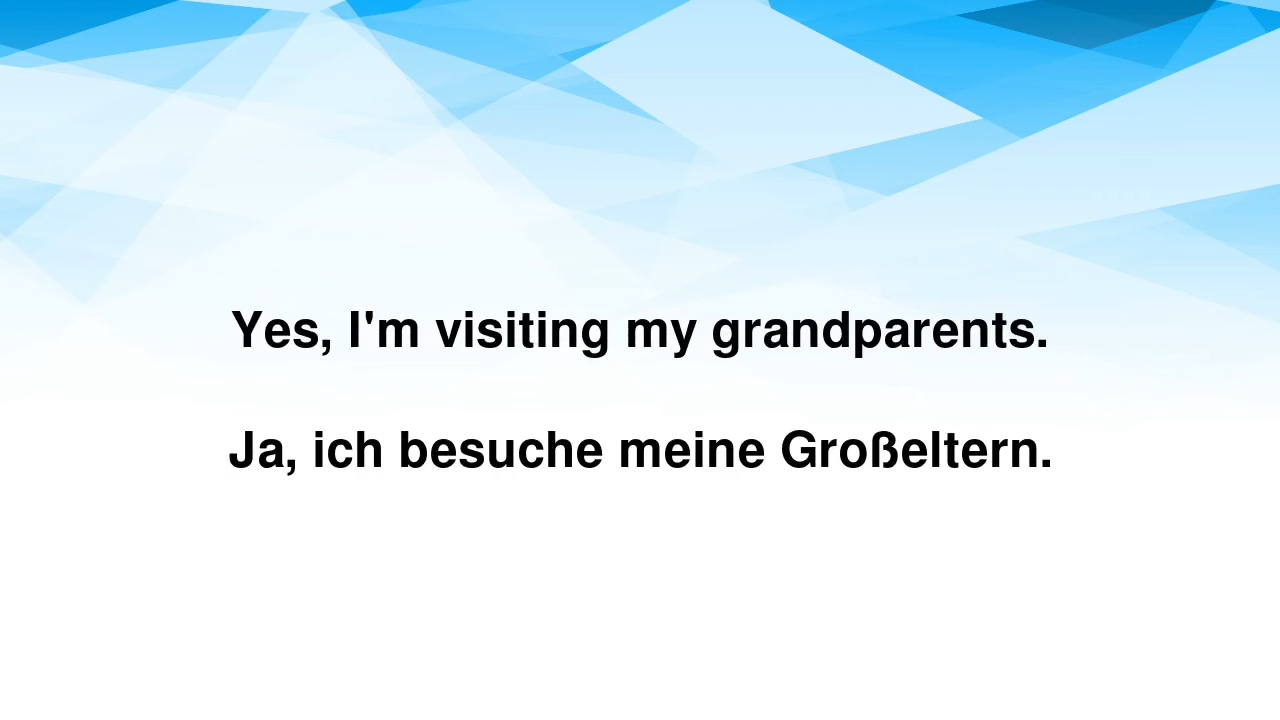 Yes, I'm visiting my grandparents.
Ja, ich besuche meine Großeltern.